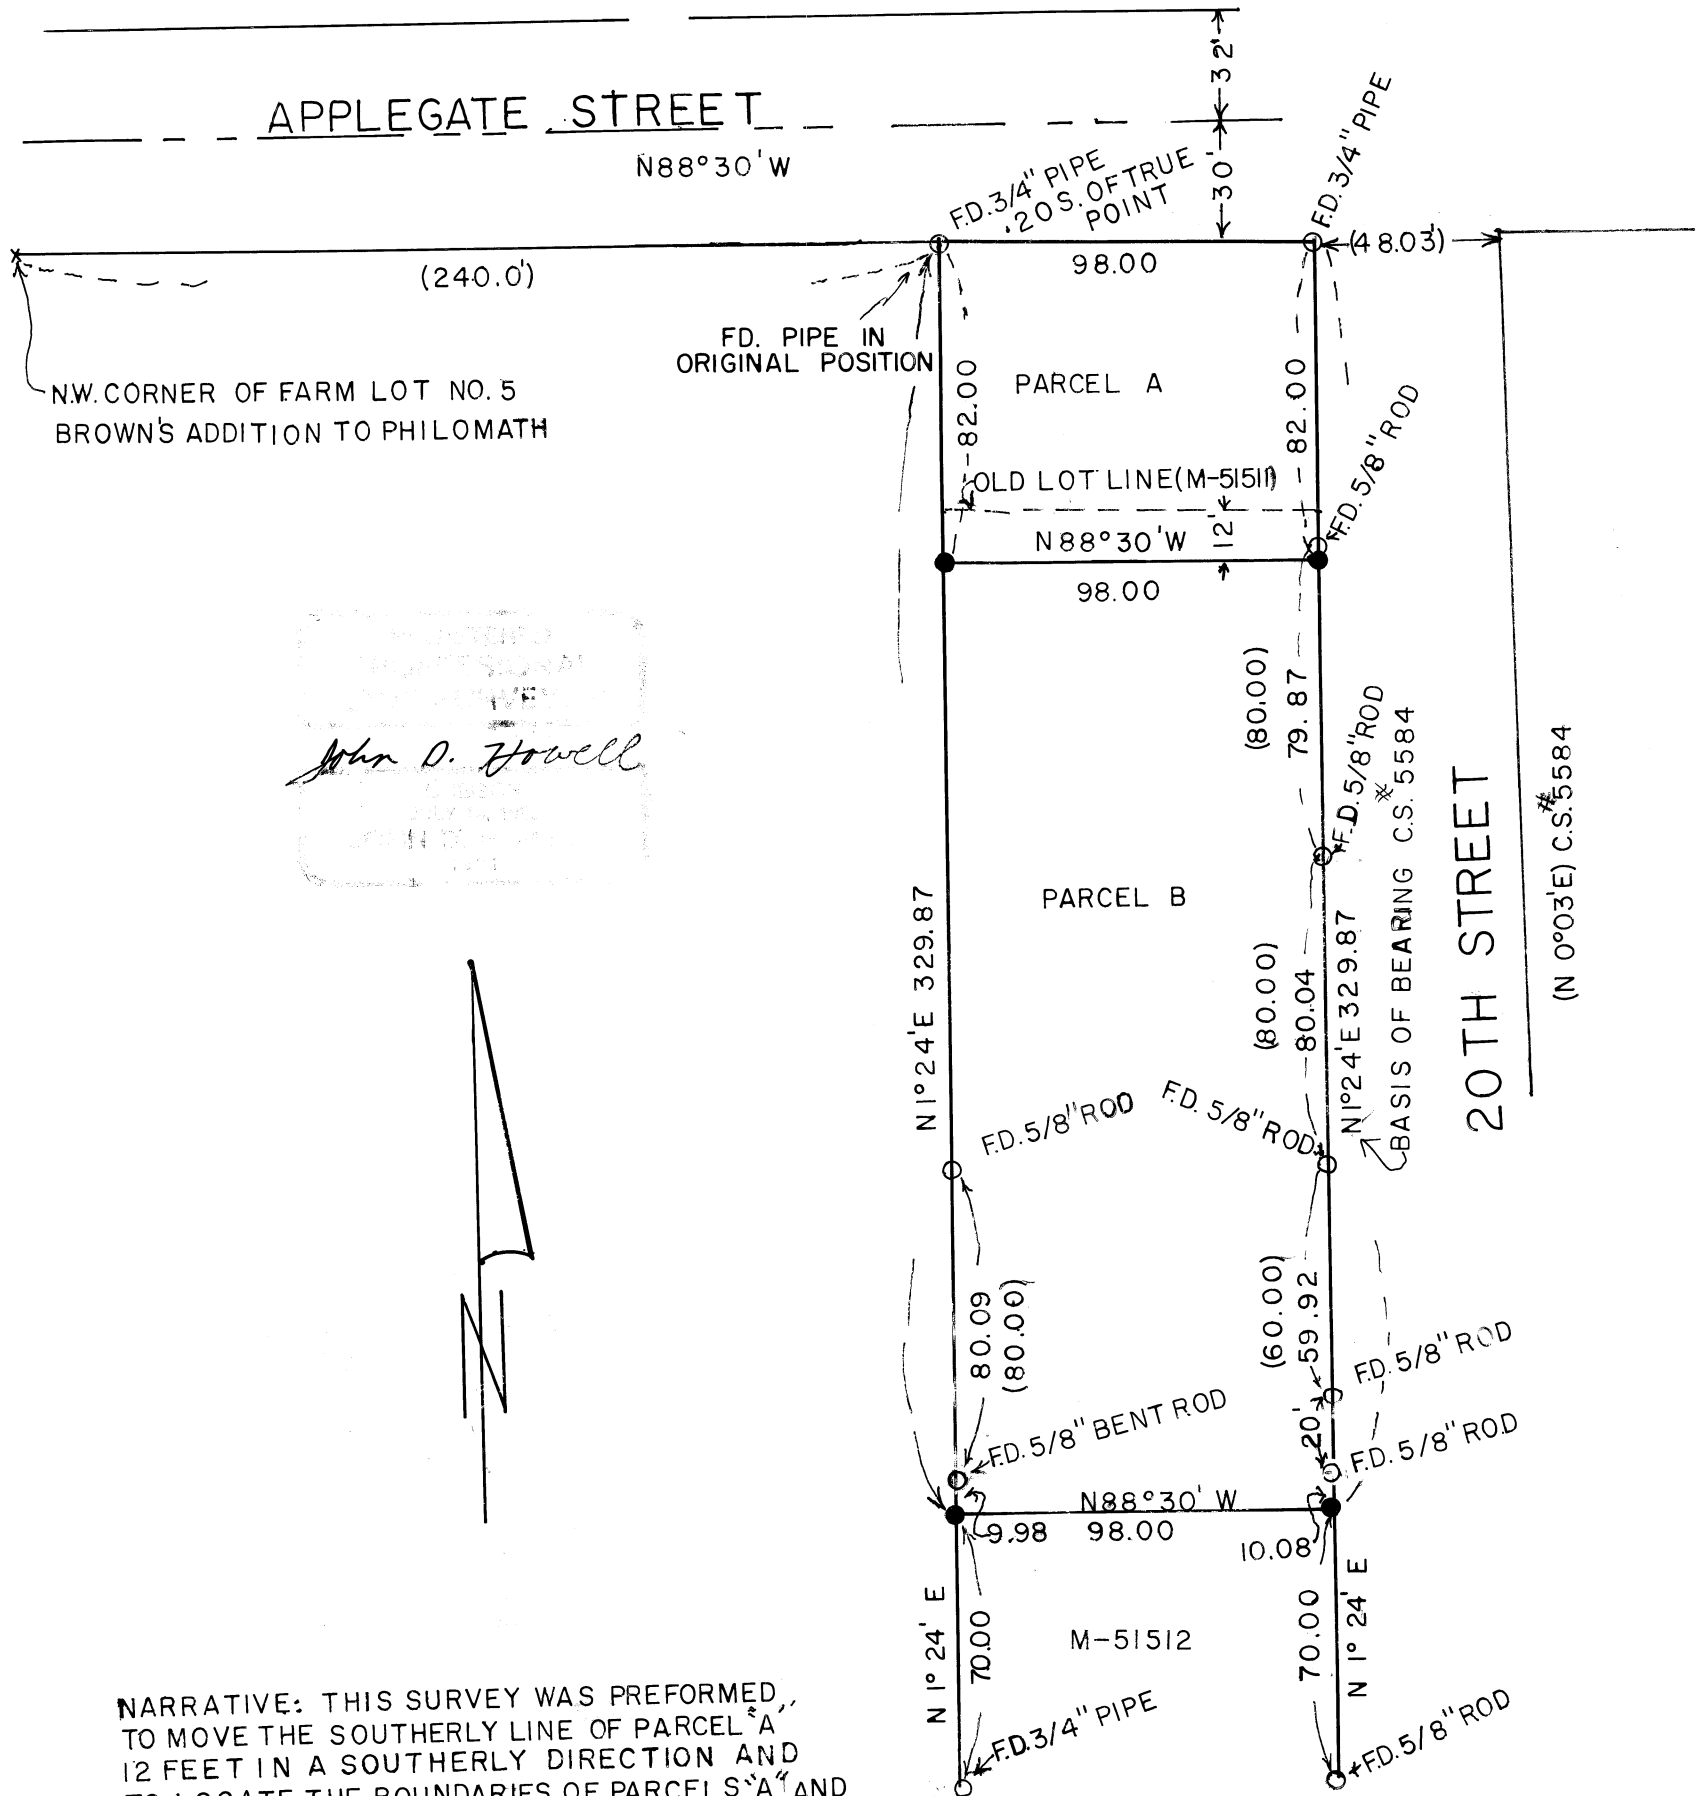 32'
APPLEGATE STREET
N88°30'W
30'
F.D. 3/4" PIPE
.20 S. OF TRUE
POINT
F.D. 3/4" PIPE
(48.03')
(240.0')
98.00
FD. PIPE IN
ORIGINAL POSITION
N.W. CORNER OF FARM LOT NO. 5
BROWN'S ADDITION TO PHILOMATH
82.00
PARCEL A
82.00
F.D. 5/8" ROD
OLD LOT LINE (M-51511)
N88°30'W
12'
98.00
(80.00)
79.87
F.D. 5/8" ROD
John D. Howell
PARCEL B
N1°24'E 329.87
(80.00)
80.04
N1°24'E 329.87
BASIS OF BEARING C.S.#5584
20TH STREET
(N 0°03'E) C.S.#5584
F.D. 5/8" ROD
F.D. 5/8" ROD
80.09
(80.00)
(60.00)
59.92
F.D. 5/8" ROD
20'
F.D. 5/8" BENT ROD
F.D. 5/8" ROD
N88°30'W
9.98
98.00
10.08
N 1°24' E
70.00
M-51512
70.00
N 1°24' E
F.D. 3/4" PIPE
F.D. 5/8" ROD
N
NARRATIVE: THIS SURVEY WAS PREFORMED,
TO MOVE THE SOUTHERLY LINE OF PARCEL "A"
12 FEET IN A SOUTHERLY DIRECTION AND
TO LOCATE THE BOUNDARIES OF PARCELS "A" AND